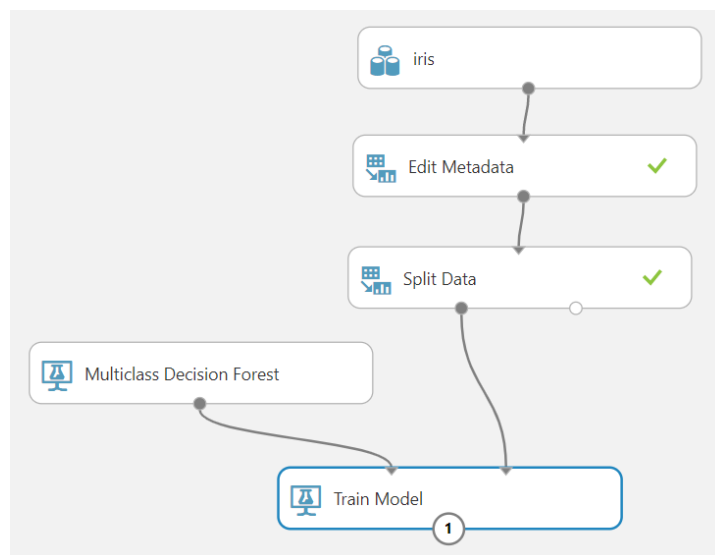 iris
Edit Metadata
Split Data
Multiclass Decision Forest
Train Model
1